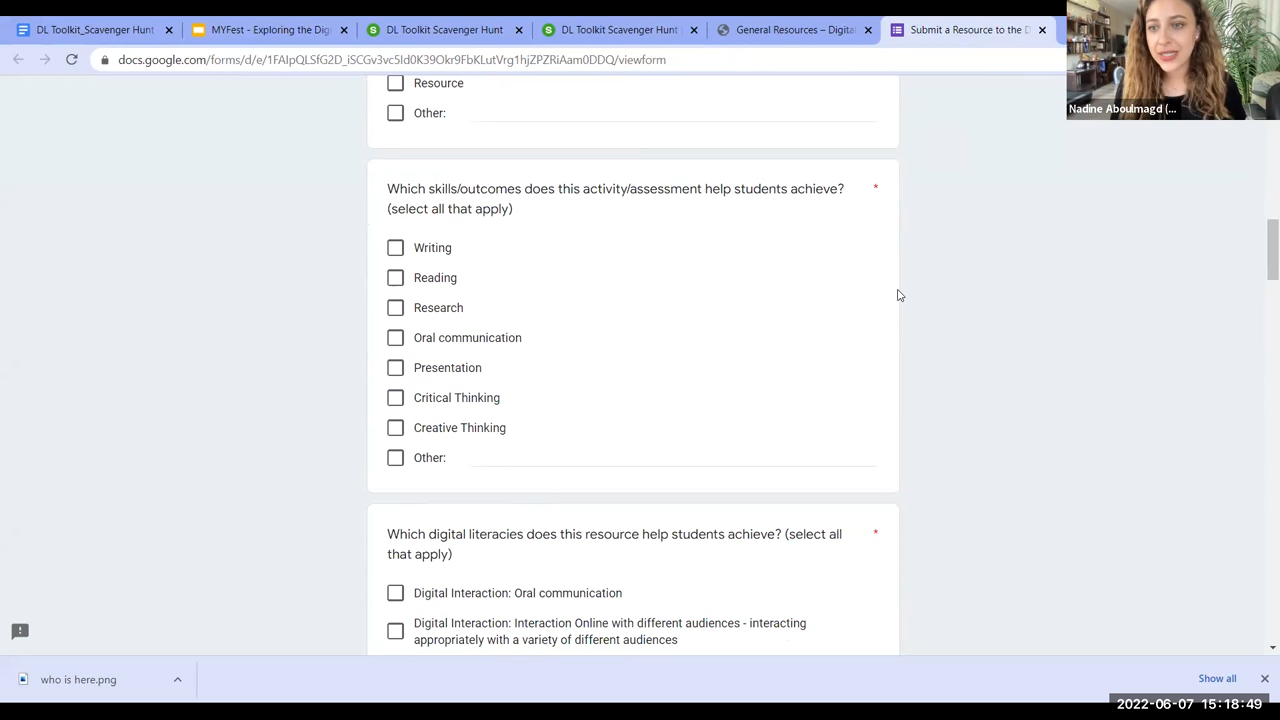 DL Toolkit_Scavenger Hunt
MYFest - Exploring the Dig
DL Toolkit Scavenger Hunt
DL Toolkit Scavenger Hunt
General Resources – Digita
Submit a Resource to the D
docs.google.com/forms/d/e/1FAIpQLSfG2D_iSCGv3vc5Id0K39Okr9FbKLutVrg1hjZPZRiAam0DDQ/viewform
Nadine Aboulmagd (...
Resource
Other:
Which skills/outcomes does this activity/assessment help students achieve? *
(select all that apply)
Writing
Reading
Research
Oral communication
Presentation
Critical Thinking
Creative Thinking
Other:
Which digital literacies does this resource help students achieve? (select all *
that apply)
Digital Interaction: Oral communication
Digital Interaction: Interaction Online with different audiences - interacting
appropriately with a variety of different audiences
who is here.png
Show all
2022-06-07 15:18:49